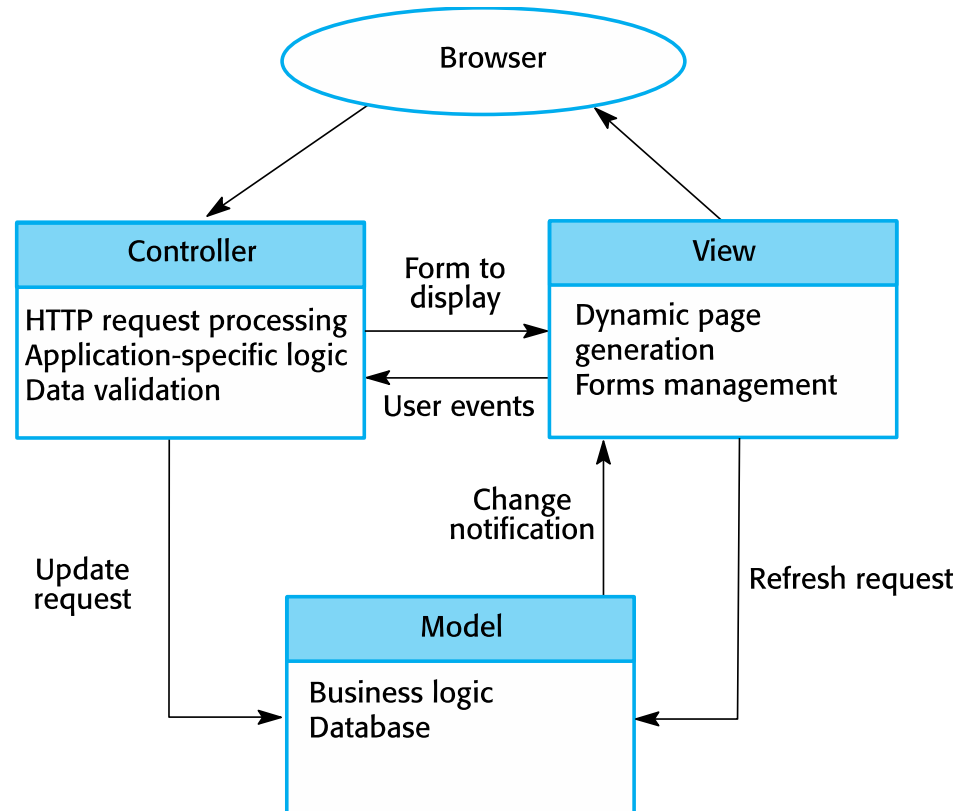 Browser
Controller
HTTP request processing
Application-specific logic
Data validation
Form to
display
User events
View
Dynamic page
generation
Forms management
Update
request
Change
notification
Refresh request
Model
Business logic
Database